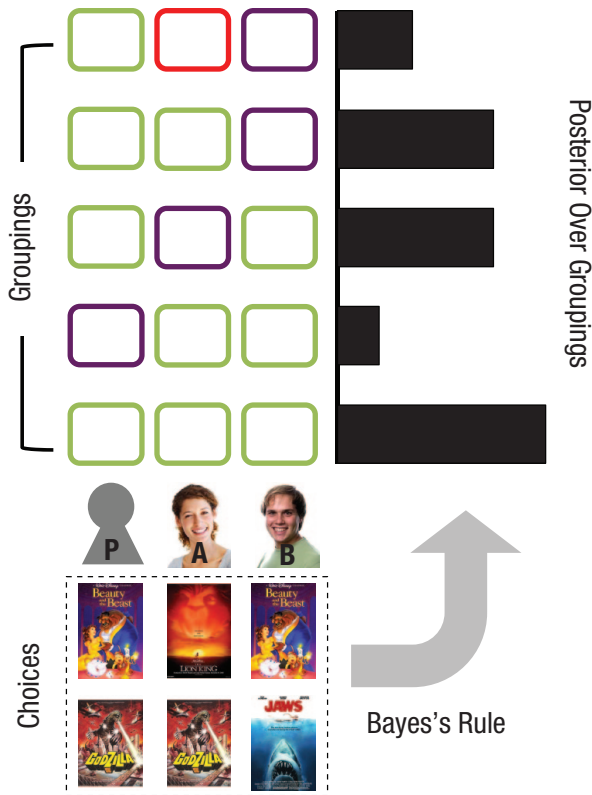 Groupings
Posterior Over Groupings
P
A
B
Choices
Beauty
and the
Beast
THE LION KING
Beauty
and the
Beast
GODZILLA
GODZILLA
JAWS
Bayes's Rule